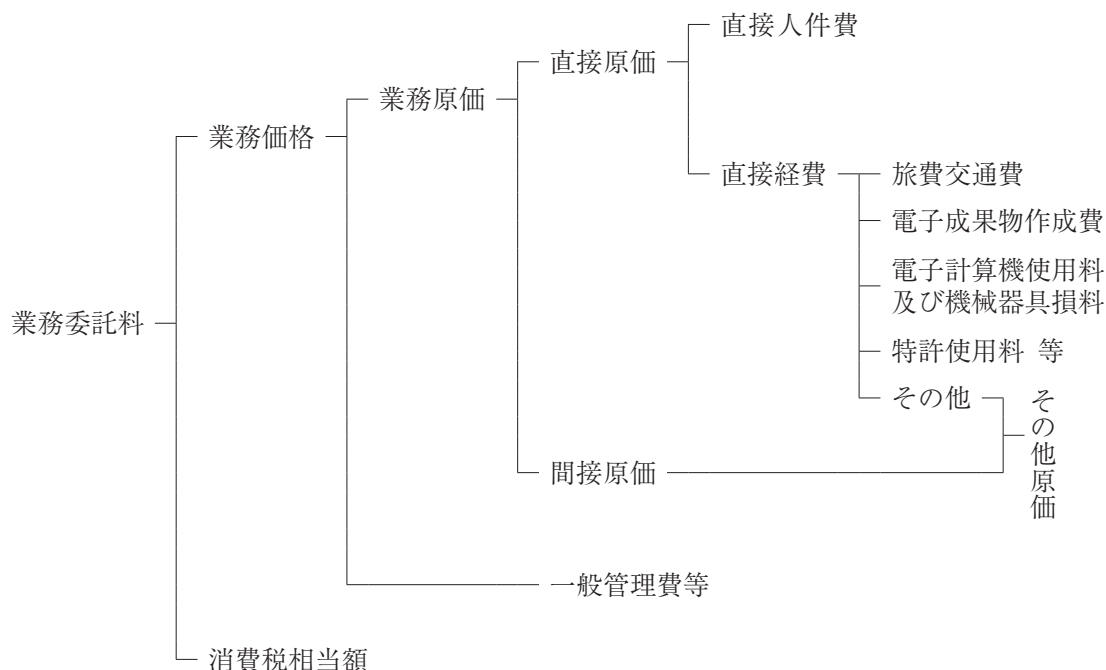 直接人件費
直接原価
業務原価
業務価格
直接経費
旅費交通費
電子成果物作成費
電子計算機使用料
及び機械器具損料
業務委託料
特許使用料 等
その他
その他原価
間接原価
一般管理費等
消費税相当額